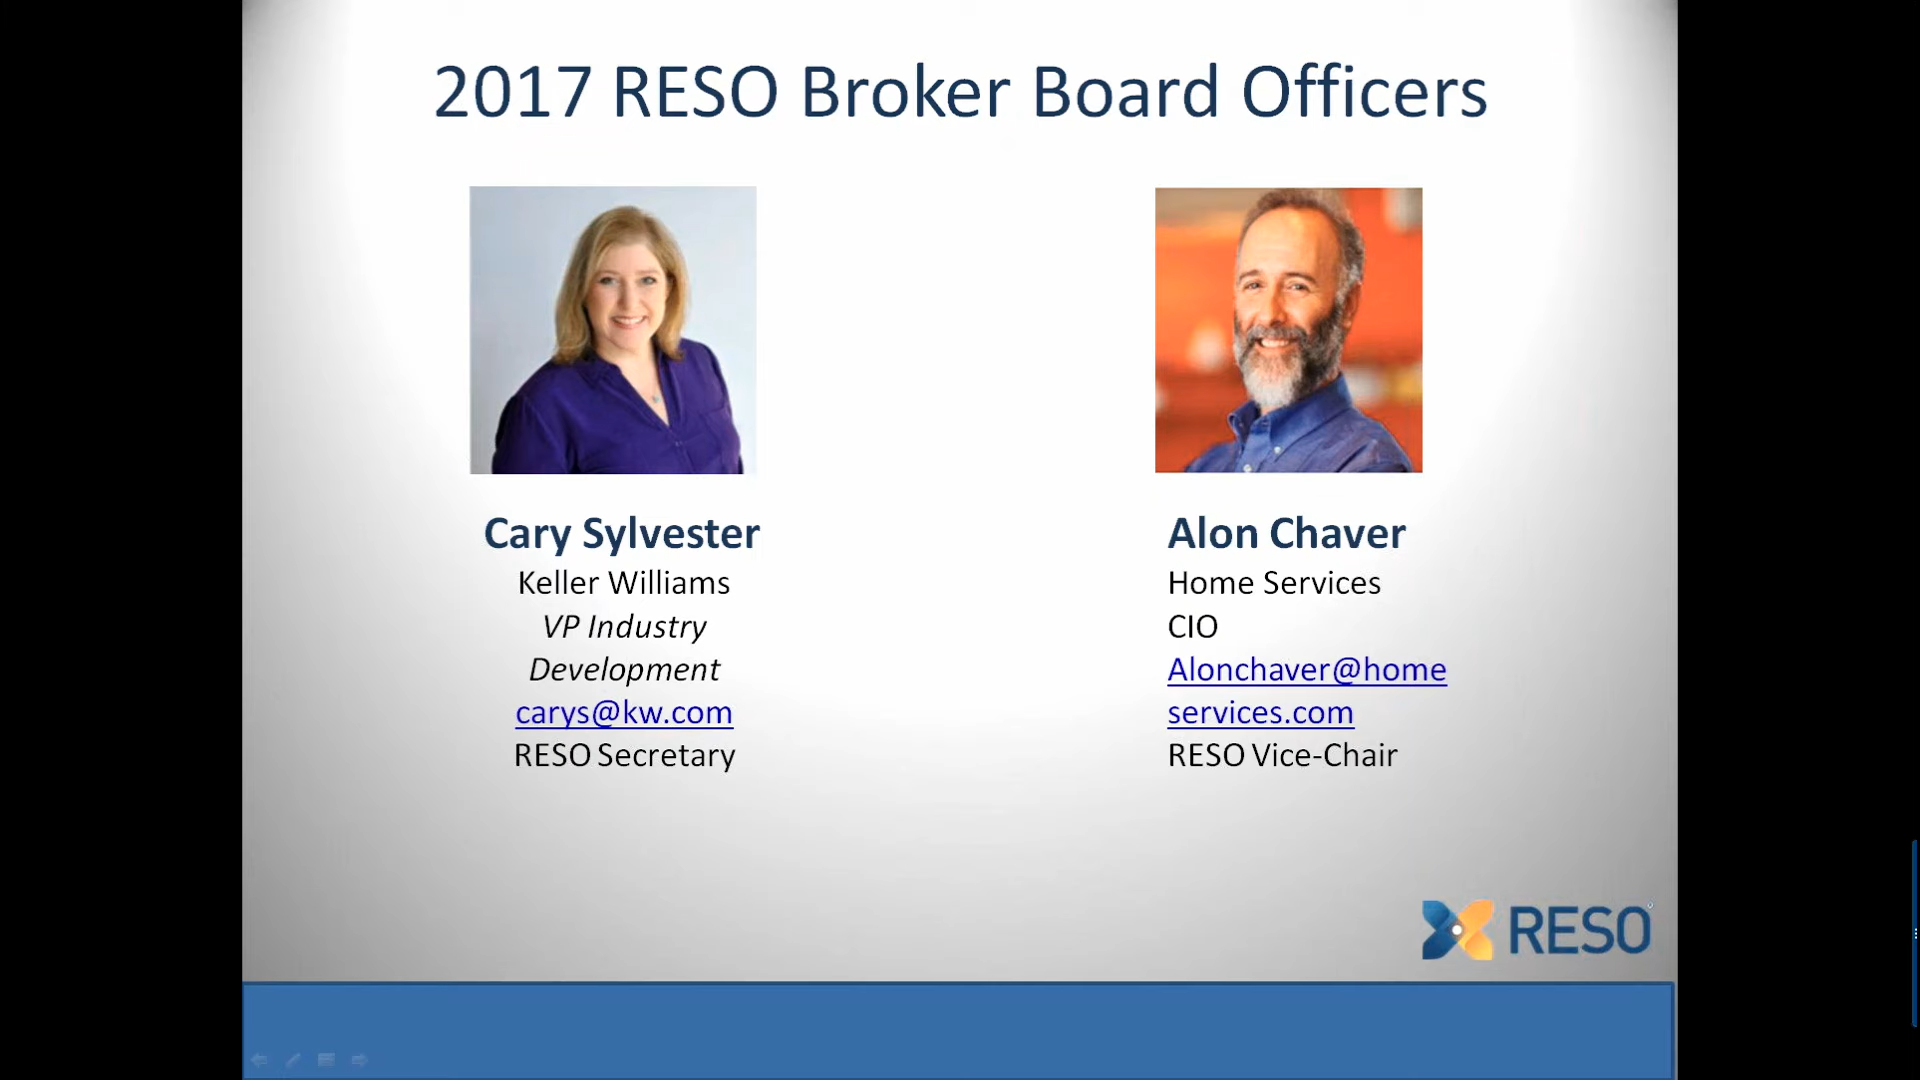 2017 RESO Broker Board Officers
Cary Sylvester
Keller Williams
VP Industry
Development
carys@kw.com
RESO Secretary
Alon Chaver
Home Services
CIO
Alonchaver@home
services.com
RESO Vice-Chair
RESO